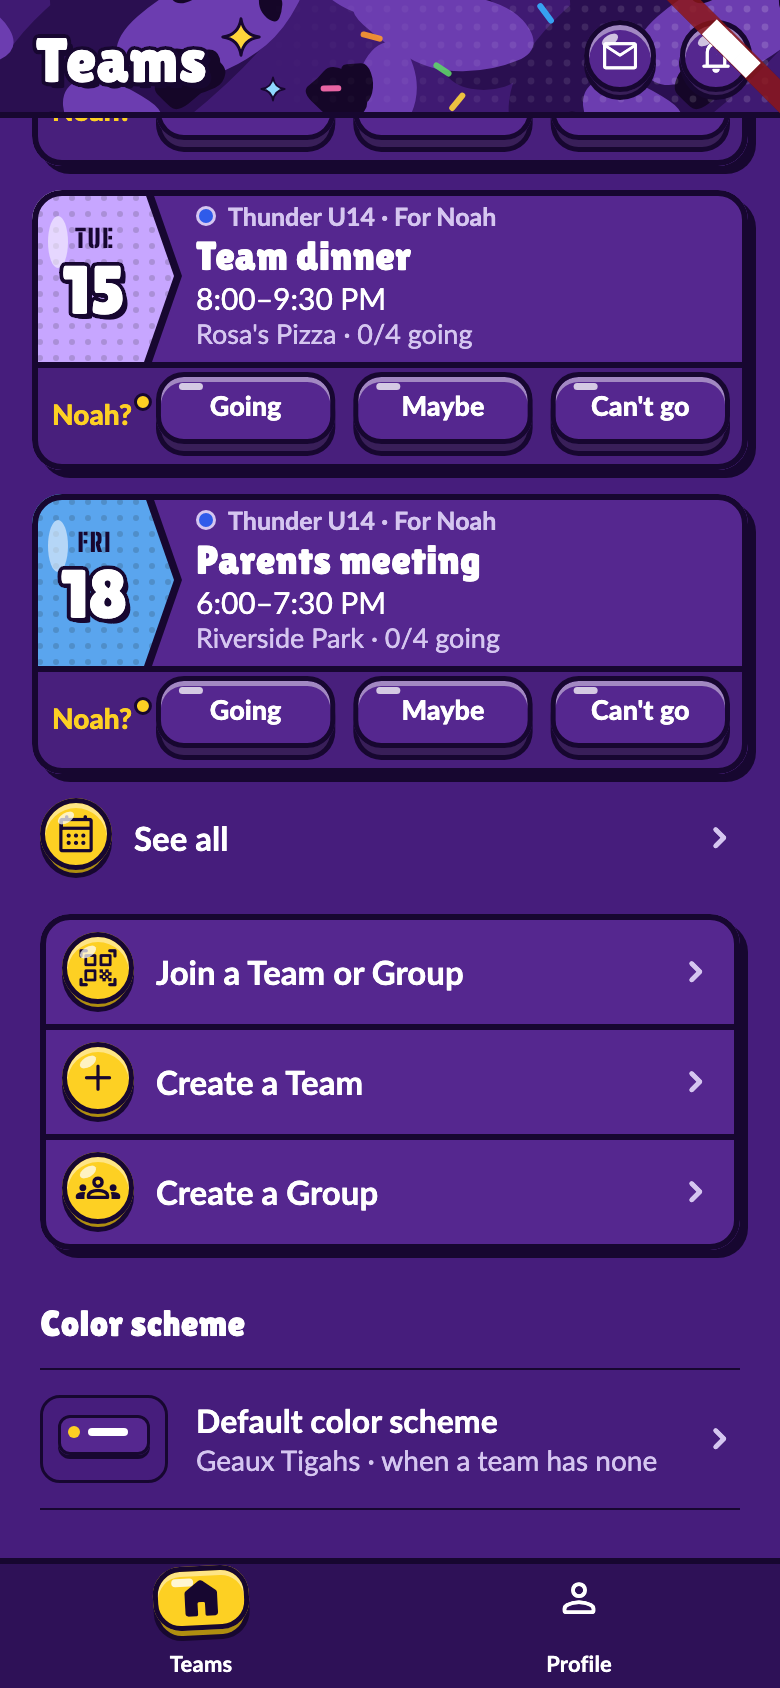 Teams
Noah?
TUE
15
Thunder U14 · For Noah
Team dinner
8:00–9:30 PM
Rosa's Pizza · 0/4 going
Noah?
Going
Maybe
Can't go
FRI
18
Thunder U14 · For Noah
Parents meeting
6:00–7:30 PM
Riverside Park · 0/4 going
Noah?
Going
Maybe
Can't go
See all
Join a Team or Group
Create a Team
Create a Group
Color scheme
Default color scheme
Geaux Tigahs · when a team has none
Teams
Profile